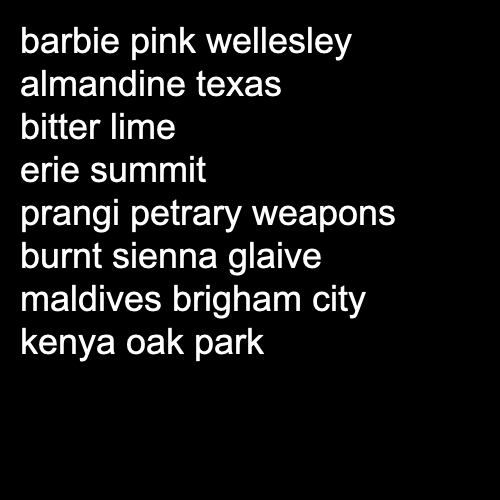 barbie pink wellesley
almandine texas
bitter lime
erie summit
prangi petrary weapons
burnt sienna glaive
maldives brigham city
kenya oak park